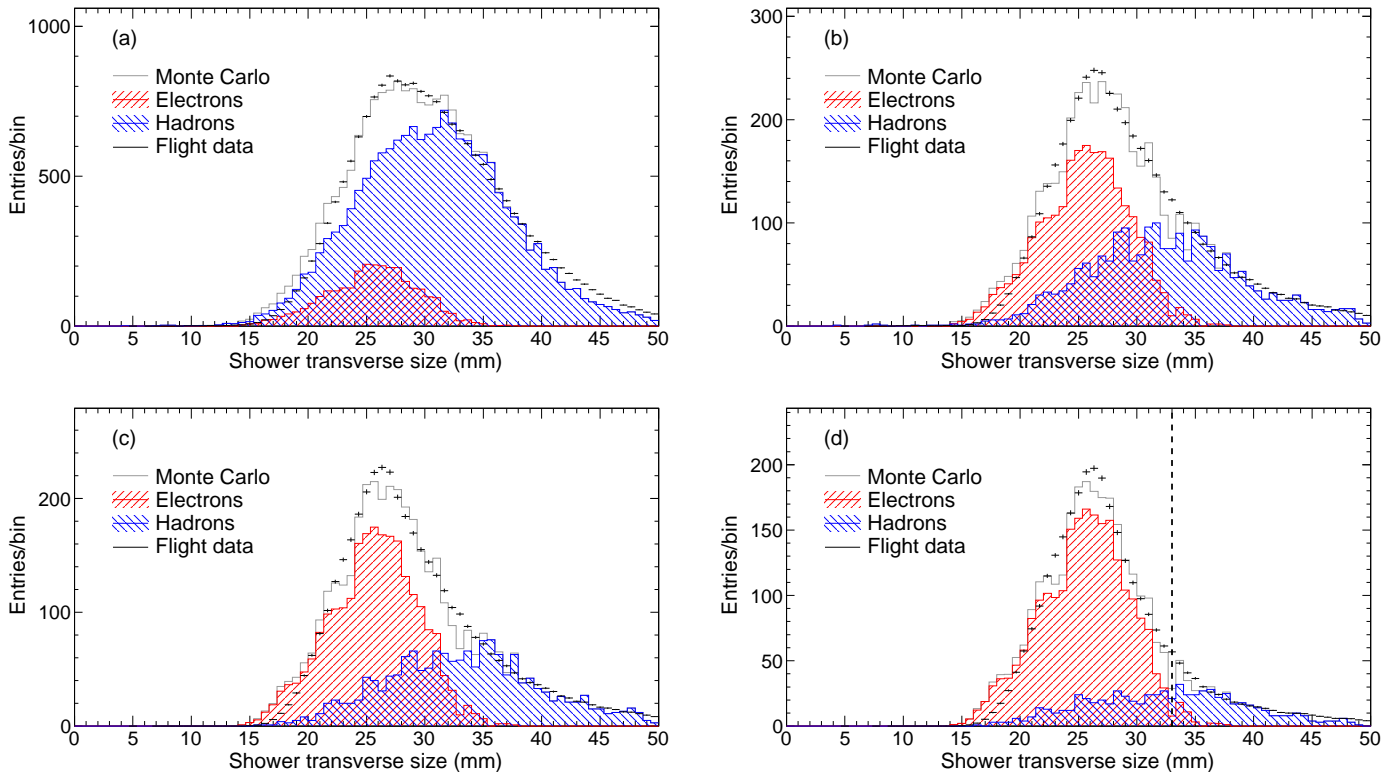 (a)
Monte Carlo
Electrons
Hadrons
Flight data
Entries/bin
1000
500
0
0 5 10 15 20 25 30 35 40 45 50
Shower transverse size (mm)
(b)
Monte Carlo
Electrons
Hadrons
Flight data
Entries/bin
300
200
100
0
0 5 10 15 20 25 30 35 40 45 50
Shower transverse size (mm)
(c)
Monte Carlo
Electrons
Hadrons
Flight data
Entries/bin
200
100
0
0 5 10 15 20 25 30 35 40 45 50
Shower transverse size (mm)
(d)
Monte Carlo
Electrons
Hadrons
Flight data
Entries/bin
200
150
100
50
0
0 5 10 15 20 25 30 35 40 45 50
Shower transverse size (mm)